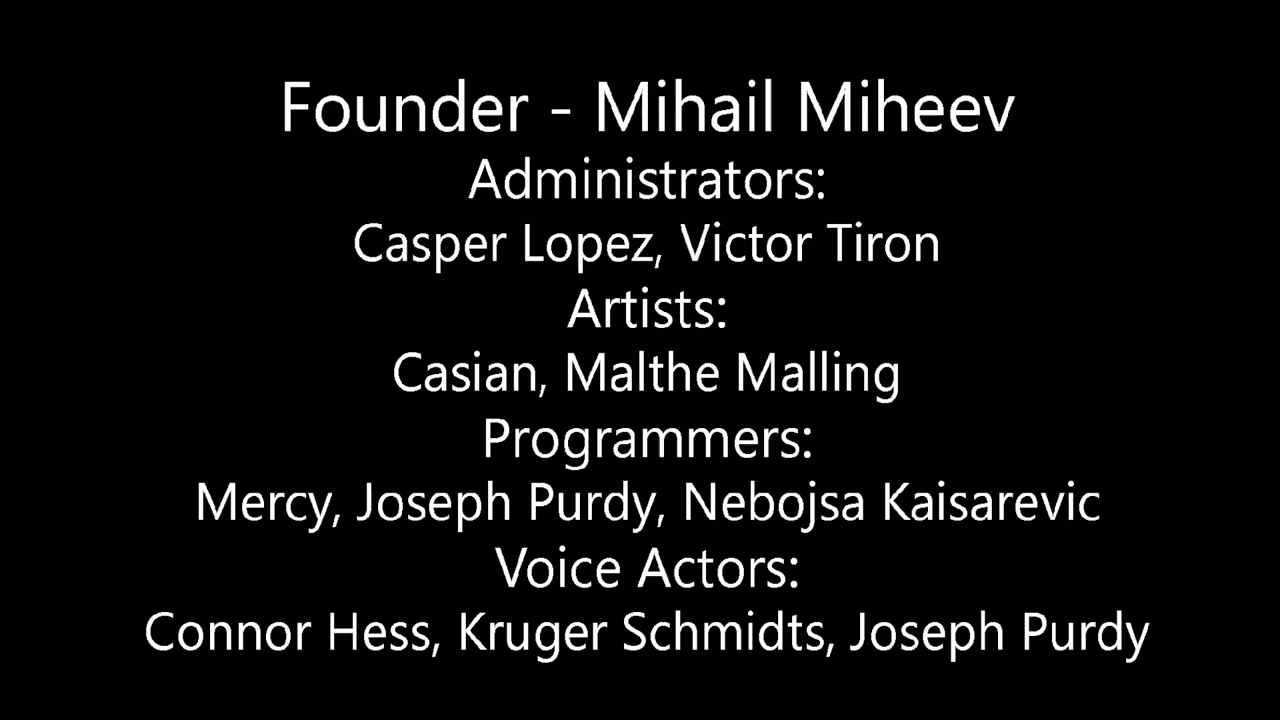 Founder - Mihail Miheev
Administrators:
Casper Lopez, Victor Tiron
Artists:
Casian, Malthe Malling
Programmers:
Mercy, Joseph Purdy, Nebojsa Kaisarevic
Voice Actors:
Connor Hess, Kruger Schmidts, Joseph Purdy